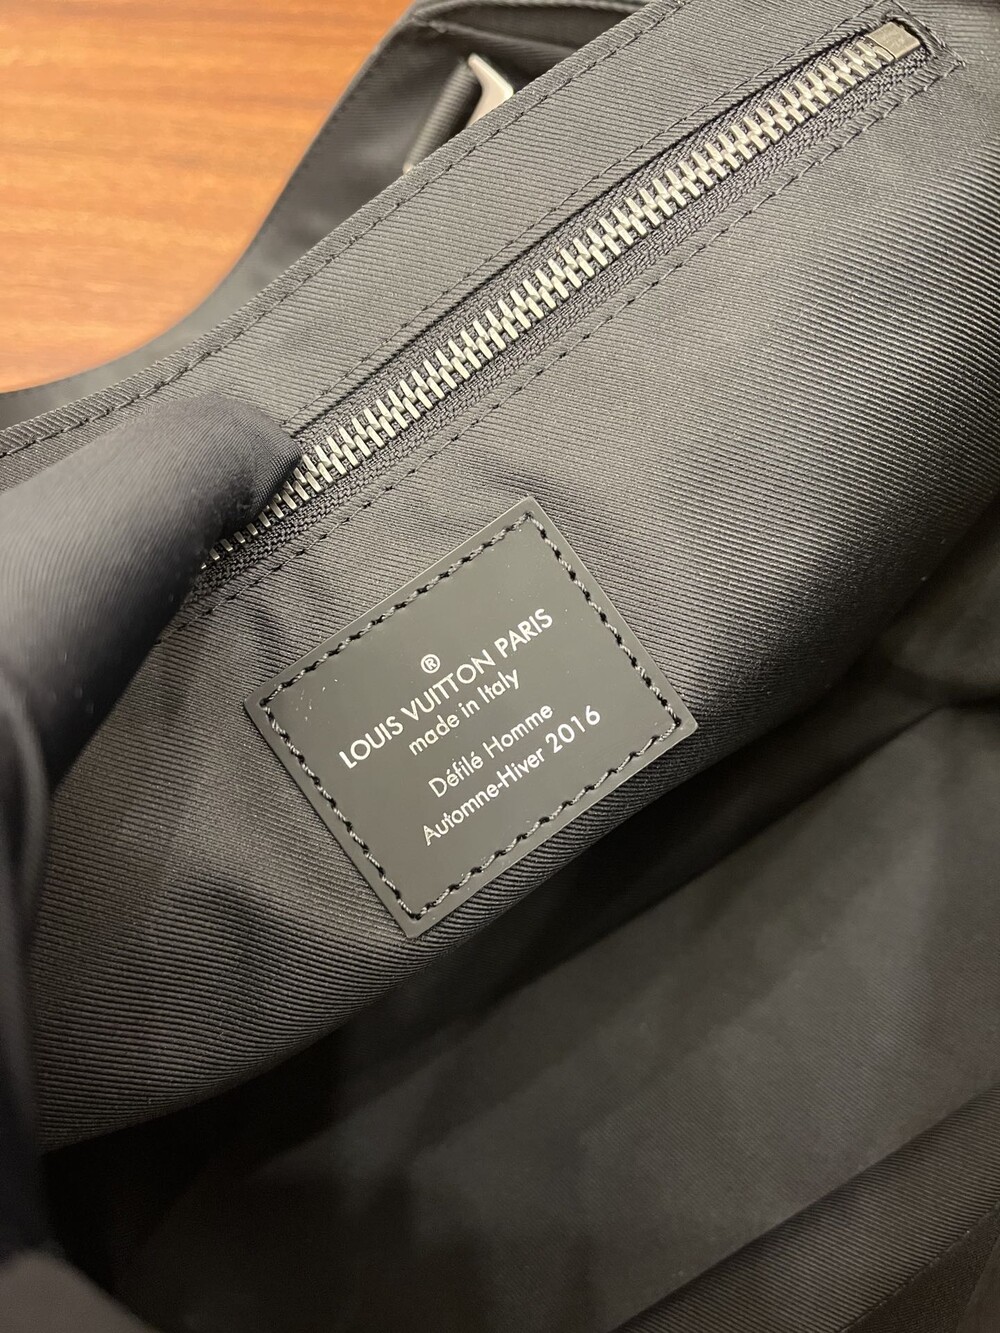 ®
LOUIS VUITTON PARIS
made in Italy
Défilé Homme
Automne-Hiver 2016